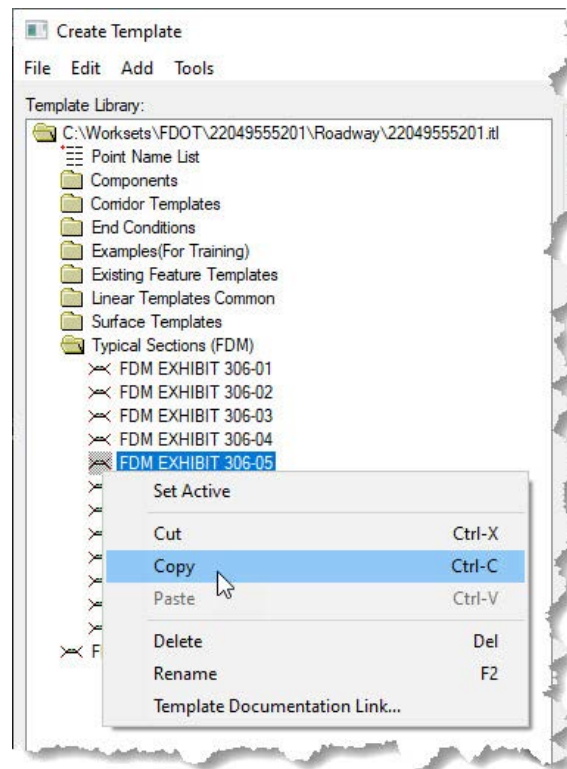 Create Template
File Edit Add Tools
Template Library:
C:\Worksets\FDOT\22049555201\Roadway\22049555201.itl
Point Name List
Components
Corridor Templates
End Conditions
Examples(For Training)
Existing Feature Templates
Linear Templates Common
Surface Templates
Typical Sections (FDM)
FDM EXHIBIT 306-01
FDM EXHIBIT 306-02
FDM EXHIBIT 306-03
FDM EXHIBIT 306-04
FDM EXHIBIT 306-05
Set Active
Cut Ctrl-X
Copy Ctrl-C
Paste Ctrl-V
Delete Del
Rename F2
Template Documentation Link...